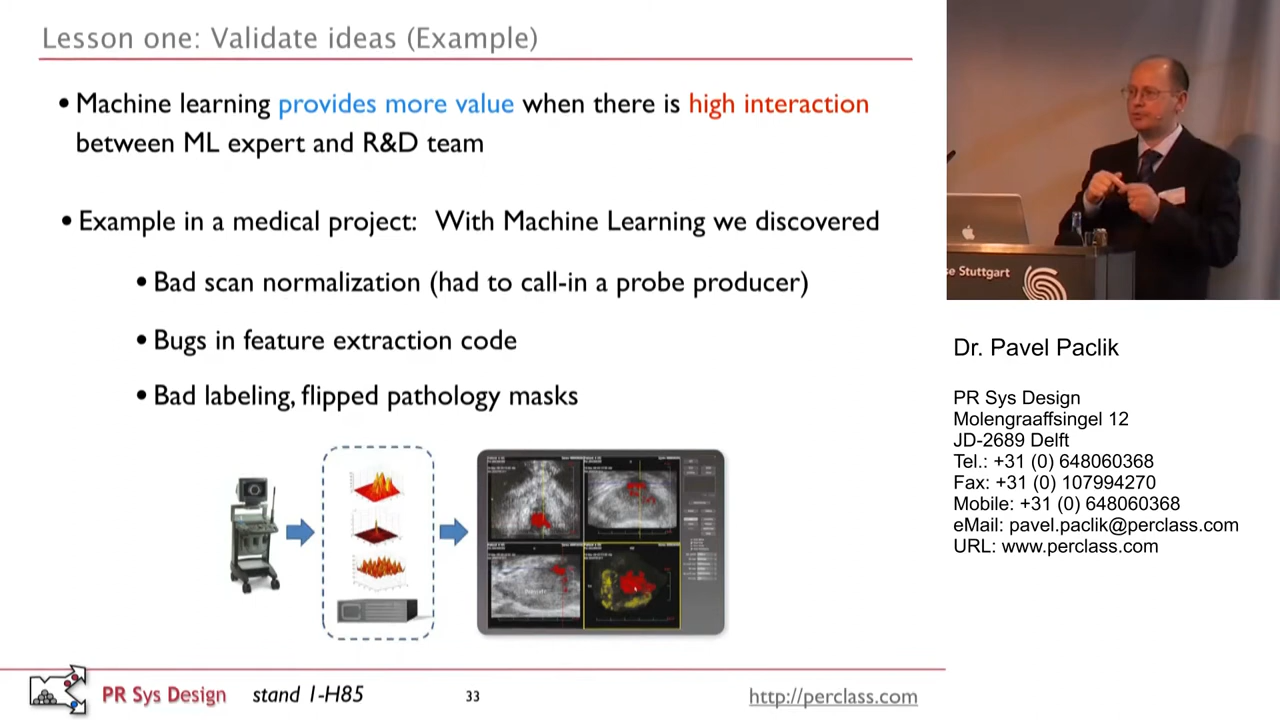 Lesson one: Validate ideas (Example)
• Machine learning provides more value when there is high interaction
between ML expert and R&D team
• Example in a medical project: With Machine Learning we discovered
• Bad scan normalization (had to call-in a probe producer)
• Bugs in feature extraction code
• Bad labeling, flipped pathology masks
PR Sys Design
stand 1-H85
33
http://perclass.com
se Stuttgart
Dr. Pavel Paclik
PR Sys Design
Molengraaffsingel 12
JD-2689 Delft
Tel.: +31 (0) 648060368
Fax: +31 (0) 107994270
Mobile: +31 (0) 648060368
eMail: pavel.paclik@perclass.com
URL: www.perclass.com